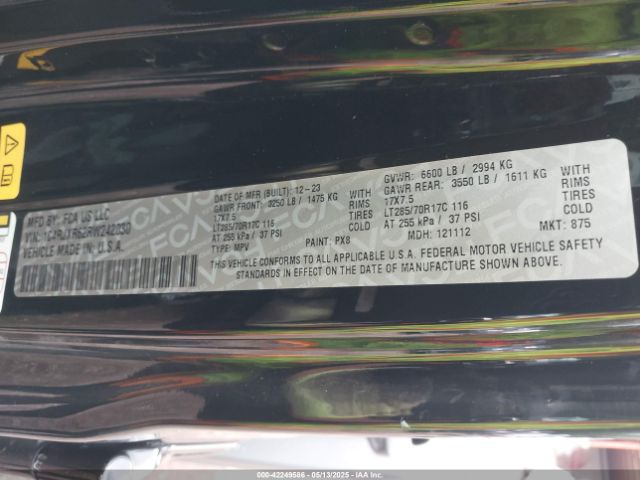 MFD BY: FCA US LLC
DATE OF MFR (BUILT): 12-23
GVWR: 6600 LB / 2994 KG
GAWR FRONT: 3250 LB / 1475 KG WITH
GAWR REAR: 3550 LB / 1611 KG WITH
17X7.5 RIMS
17X7.5 RIMS
LT285/70R17C 116 TIRES
LT285/70R17C 116 TIRES
AT 255 kPa / 37 PSI COLD
AT 255 kPa / 37 PSI COLD
VEHICLE MADE IN U.S.A.
TYPE: MPV
PAINT: PX8
MDH: 121112
MKT: 875
THIS VEHICLE CONFORMS TO ALL APPLICABLE U.S.A. FEDERAL MOTOR VEHICLE SAFETY
STANDARDS IN EFFECT ON THE DATE OF MANUFACTURE SHOWN ABOVE.
000-42249586 - 05/13/2025 - IAAI.COM